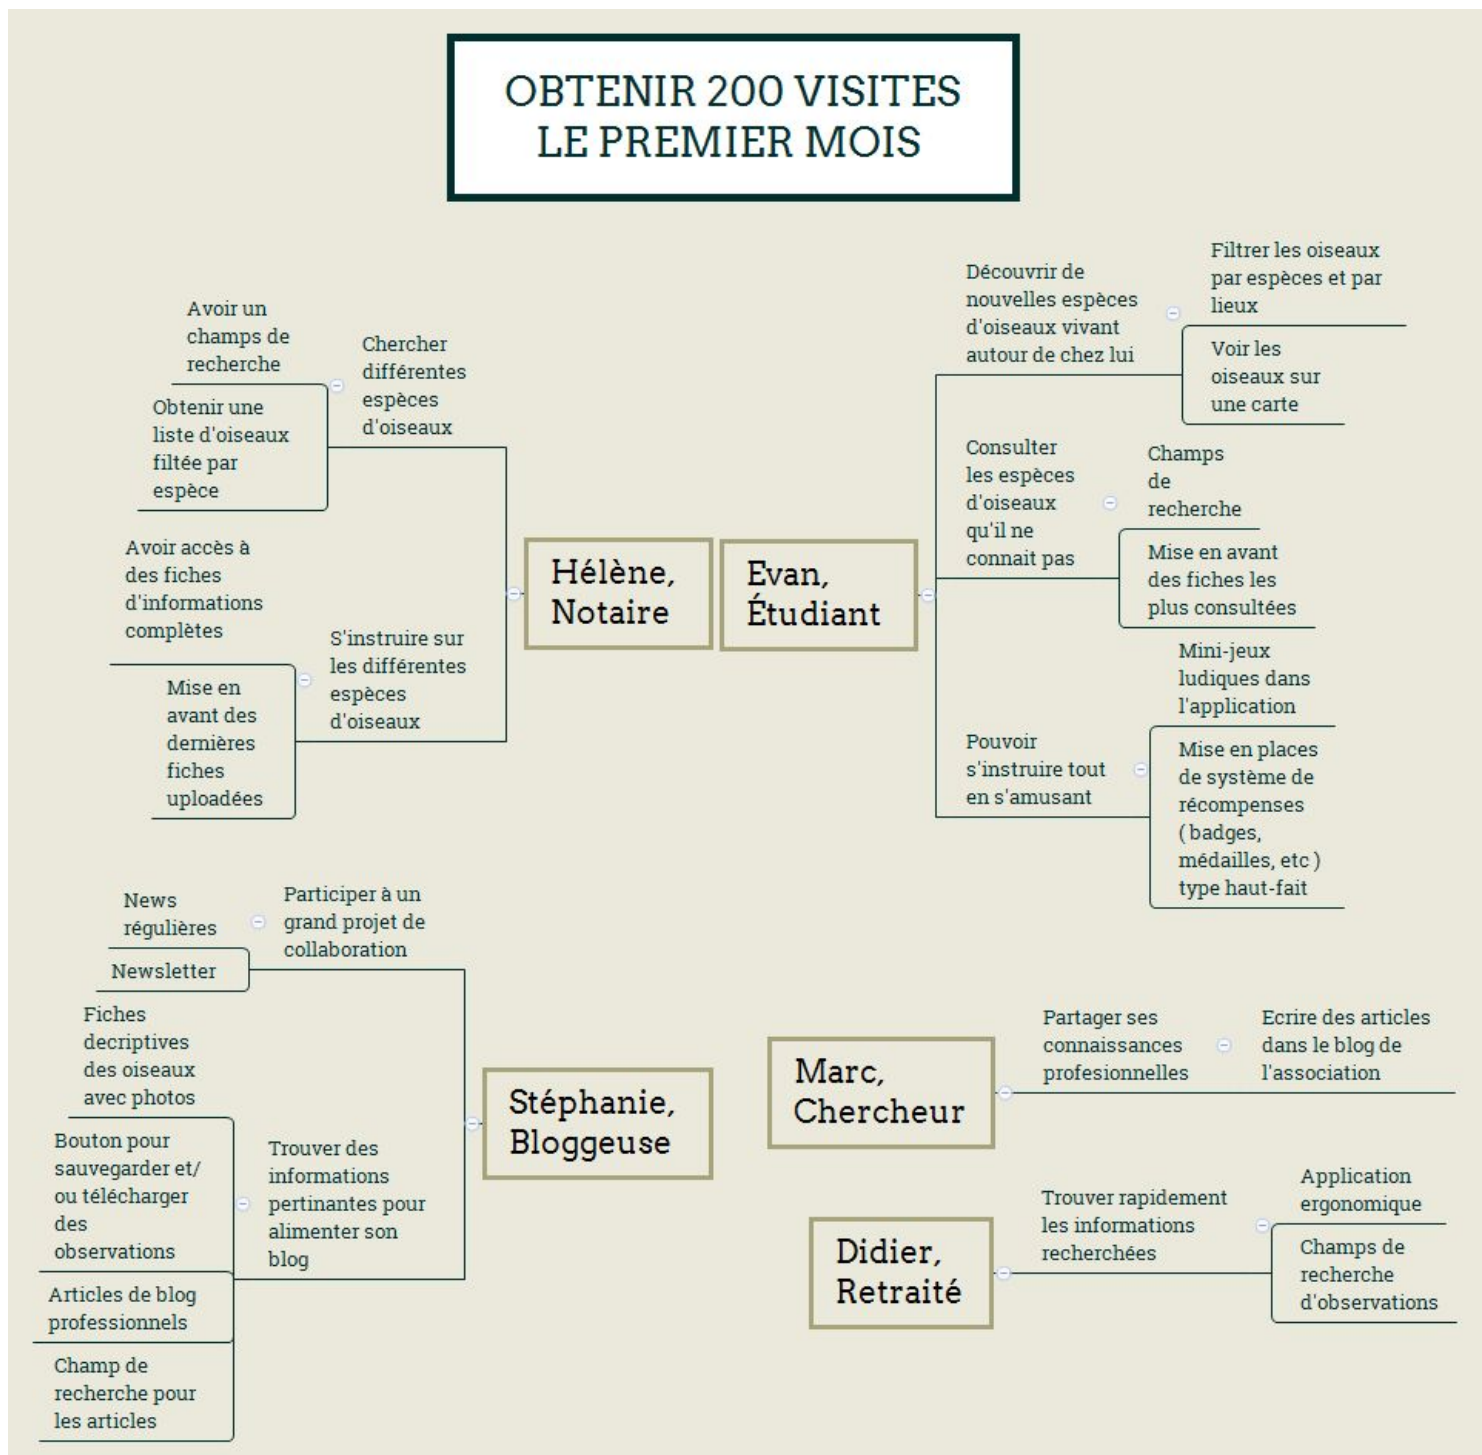 OBTENIR 200 VISITES
LE PREMIER MOIS
Avoir un
champs de
recherche
Obtenir une
liste d'oiseaux
filtée par
espèce
Chercher
différentes
espèces
d'oiseaux
Avoir accès à
des fiches
d'informations
complètes
Mise en
avant des
dernières
fiches
uploadées
S'instruire sur
les différentes
espèces
d'oiseaux
Hélène,
Notaire
Evan,
Étudiant
Découvrir de
nouvelles espèces
d'oiseaux vivant
autour de chez lui
Filtrer les oiseaux
par espèces et par
lieux
Voir les
oiseaux sur
une carte
Consulter
les espèces
d'oiseaux
qu'il ne
connait pas
Champs
de
recherche
Mise en avant
des fiches les
plus consultées
Pouvoir
s'instruire tout
en s'amusant
Mini-jeux
ludiques dans
l'application
Mise en places
de système de
récompenses
( badges,
médailles, etc )
type haut-fait
News
régulières
Newsletter
Participer à un
grand projet de
collaboration
Fiches
decriptives
des oiseaux
avec photos
Bouton pour
sauvegarder et/
ou télécharger
des
observations
Articles de blog
professionnels
Champ de
recherche pour
les articles
Trouver des
informations
pertinantes pour
alimenter son
blog
Stéphanie,
Bloggeuse
Marc,
Chercheur
Partager ses
connaissances
profesionnelles
Ecrire des articles
dans le blog de
l'association
Didier,
Retraité
Trouver rapidement
les informations
recherchées
Application
ergonomique
Champs de
recherche
d'observations